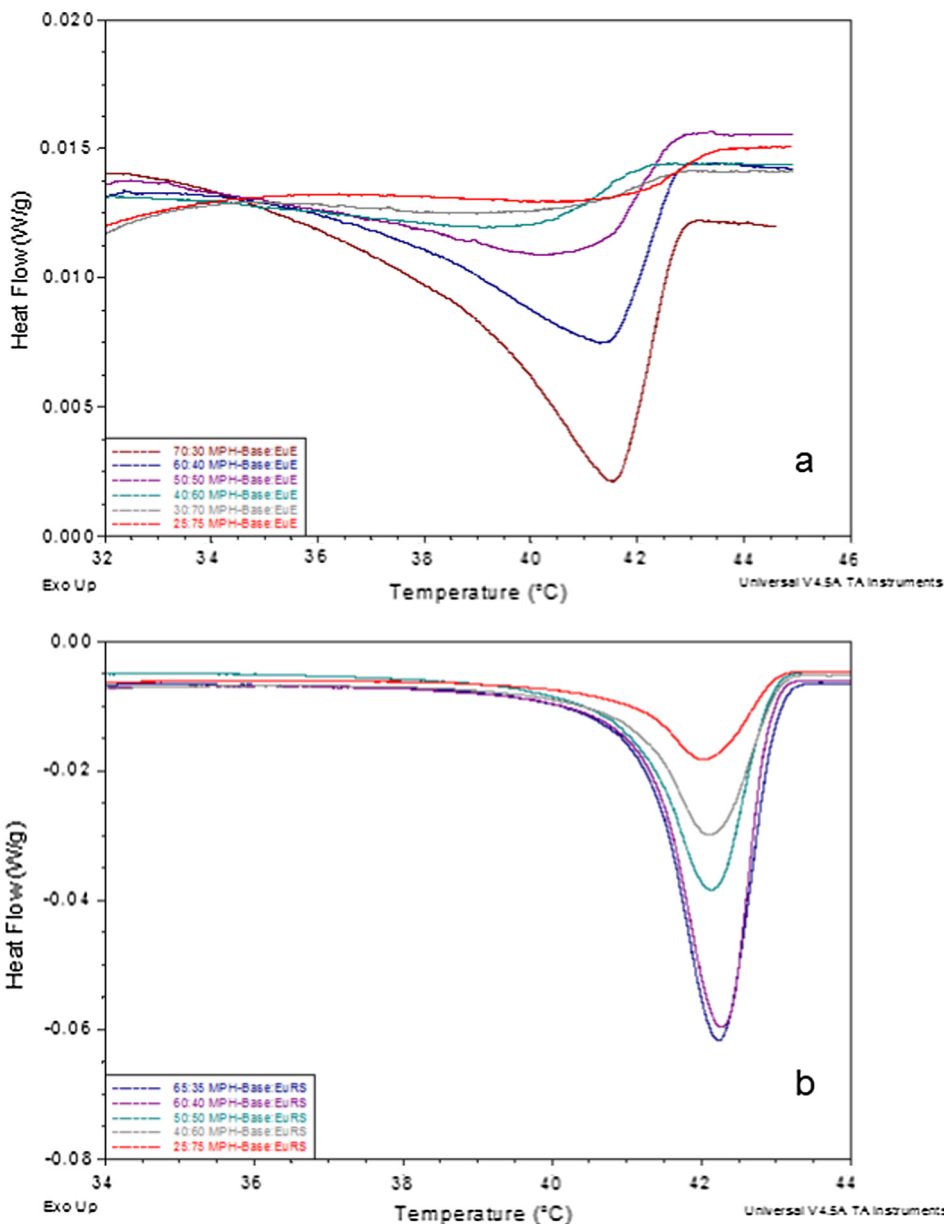 0.020
0.015
0.010
0.005
0.000
Heat Flow (W/g)
70:30 MPH-Base:EuE
60:40 MPH-Base:EuE
50:50 MPH-Base:EuE
40:60 MPH-Base:EuE
30:70 MPH-Base:EuE
25:75 MPH-Base:EuE
a
32 34 36 38 40 42 44 46
Exo Up
Temperature (°C)
Universal V4.5A TA Instruments
0.00
-0.02
-0.04
-0.06
-0.08
Heat Flow (W/g)
65:35 MPH-Base:EuRS
60:40 MPH-Base:EuRS
50:50 MPH-Base:EuRS
40:60 MPH-Base:EuRS
25:75 MPH-Base:EuRS
b
34 36 38 40 42 44
Exo Up
Temperature (°C)
Universal V4.5A TA Instruments